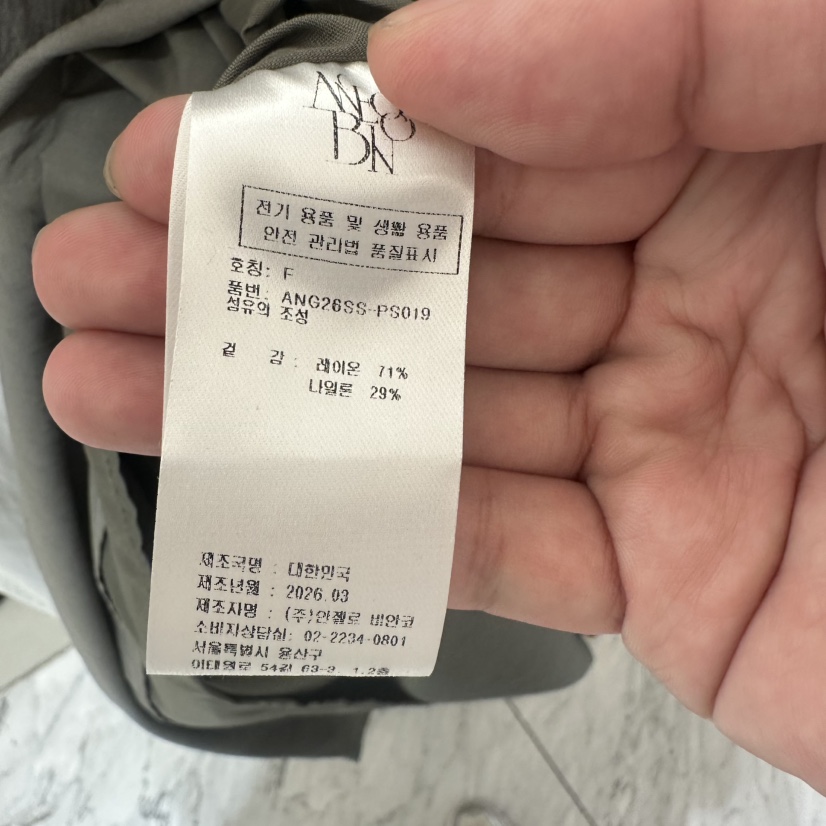 전기 용품 및 생활 용품
안전 관리법 품질표시
호칭: F
품번: ANG26SS-PS019
섬유의 조성
겉 감: 레이온 71%
나일론 29%
제조국명 : 대한민국
제조년월 : 2026.03
제조자명 : (주)안젤로 비안코
소비자상담실: 02-2234-0801
서울특별시 용산구
이태원로 54길 63-3, 1,2층